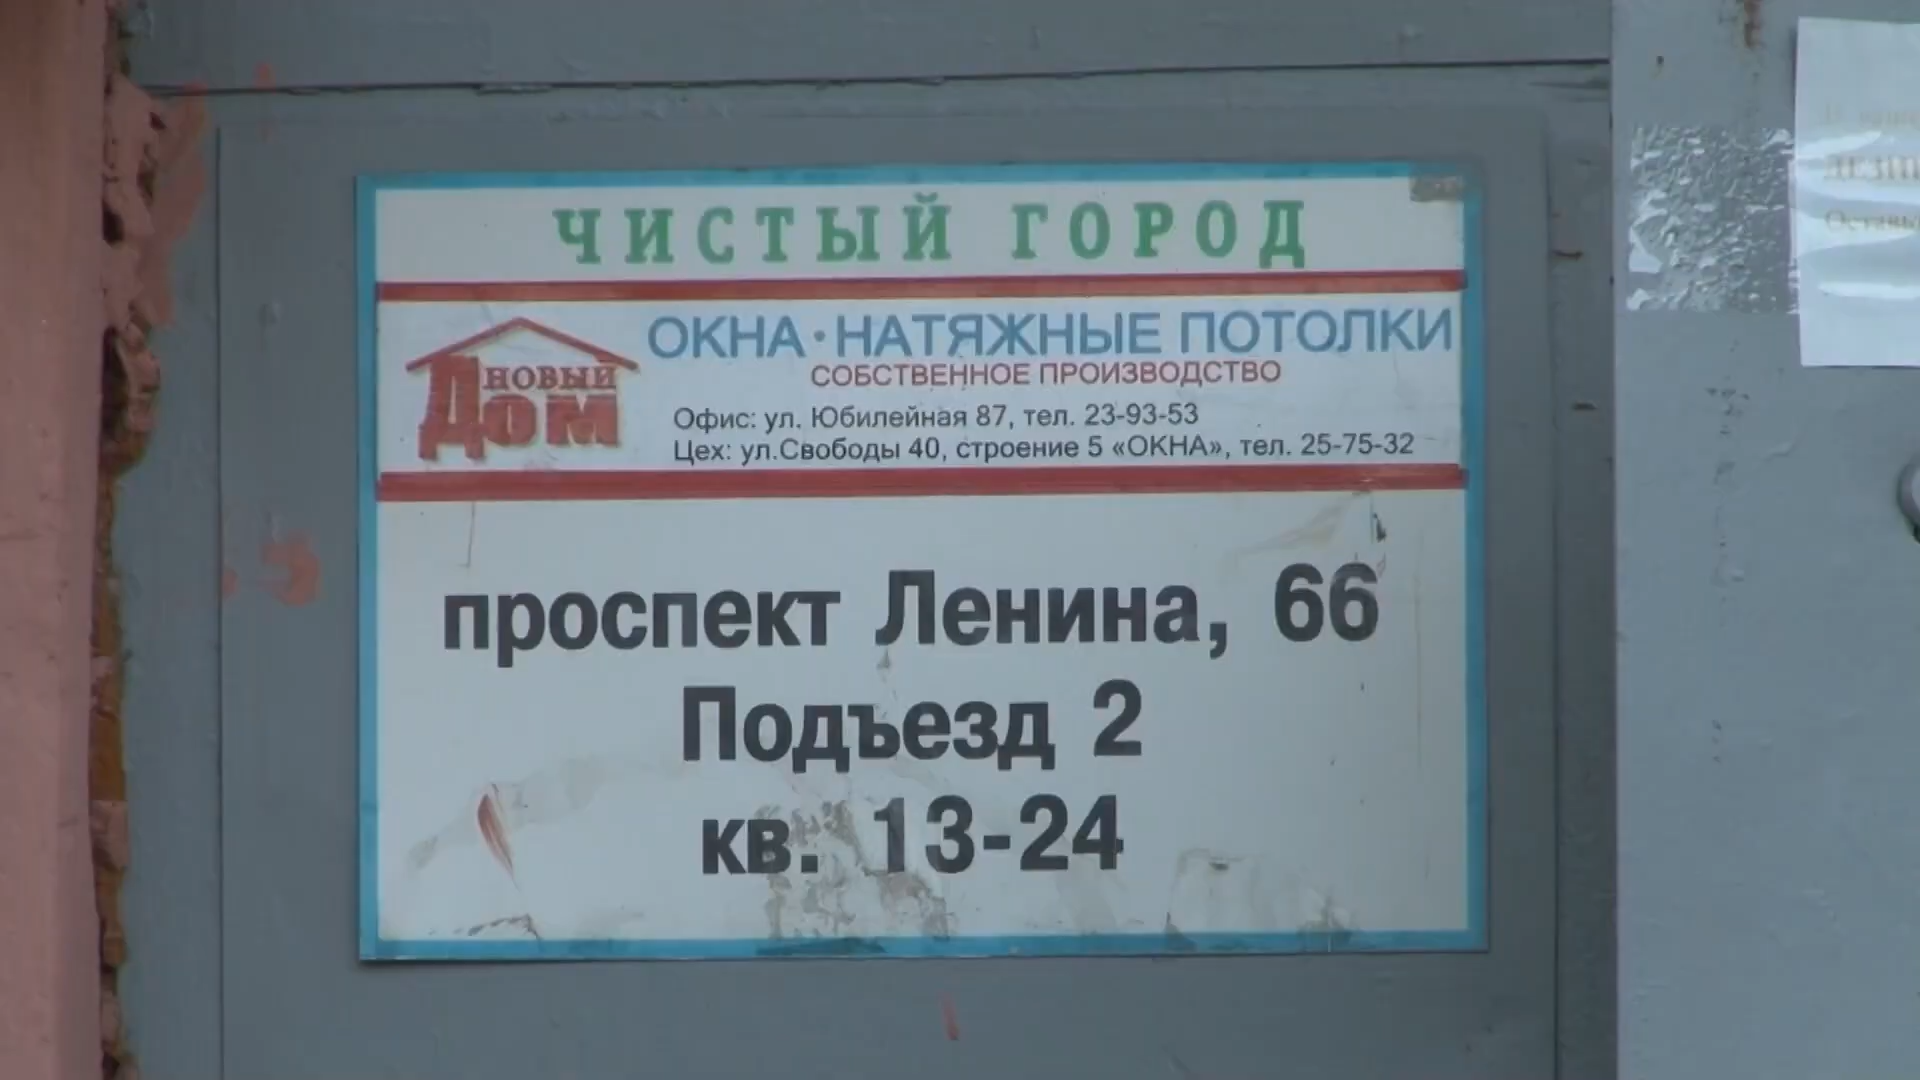 ЧИСТЫЙ ГОРОД
НОВЫЙ
ДОМ
ОКНА·НАТЯЖНЫЕ ПОТОЛКИ
СОБСТВЕННОЕ ПРОИЗВОДСТВО
Офис: ул. Юбилейная 87, тел. 23-93-53
Цех: ул.Свободы 40, строение 5 «ОКНА», тел. 25-75-32
проспект Ленина, 66
Подъезд 2
кв. 13-24